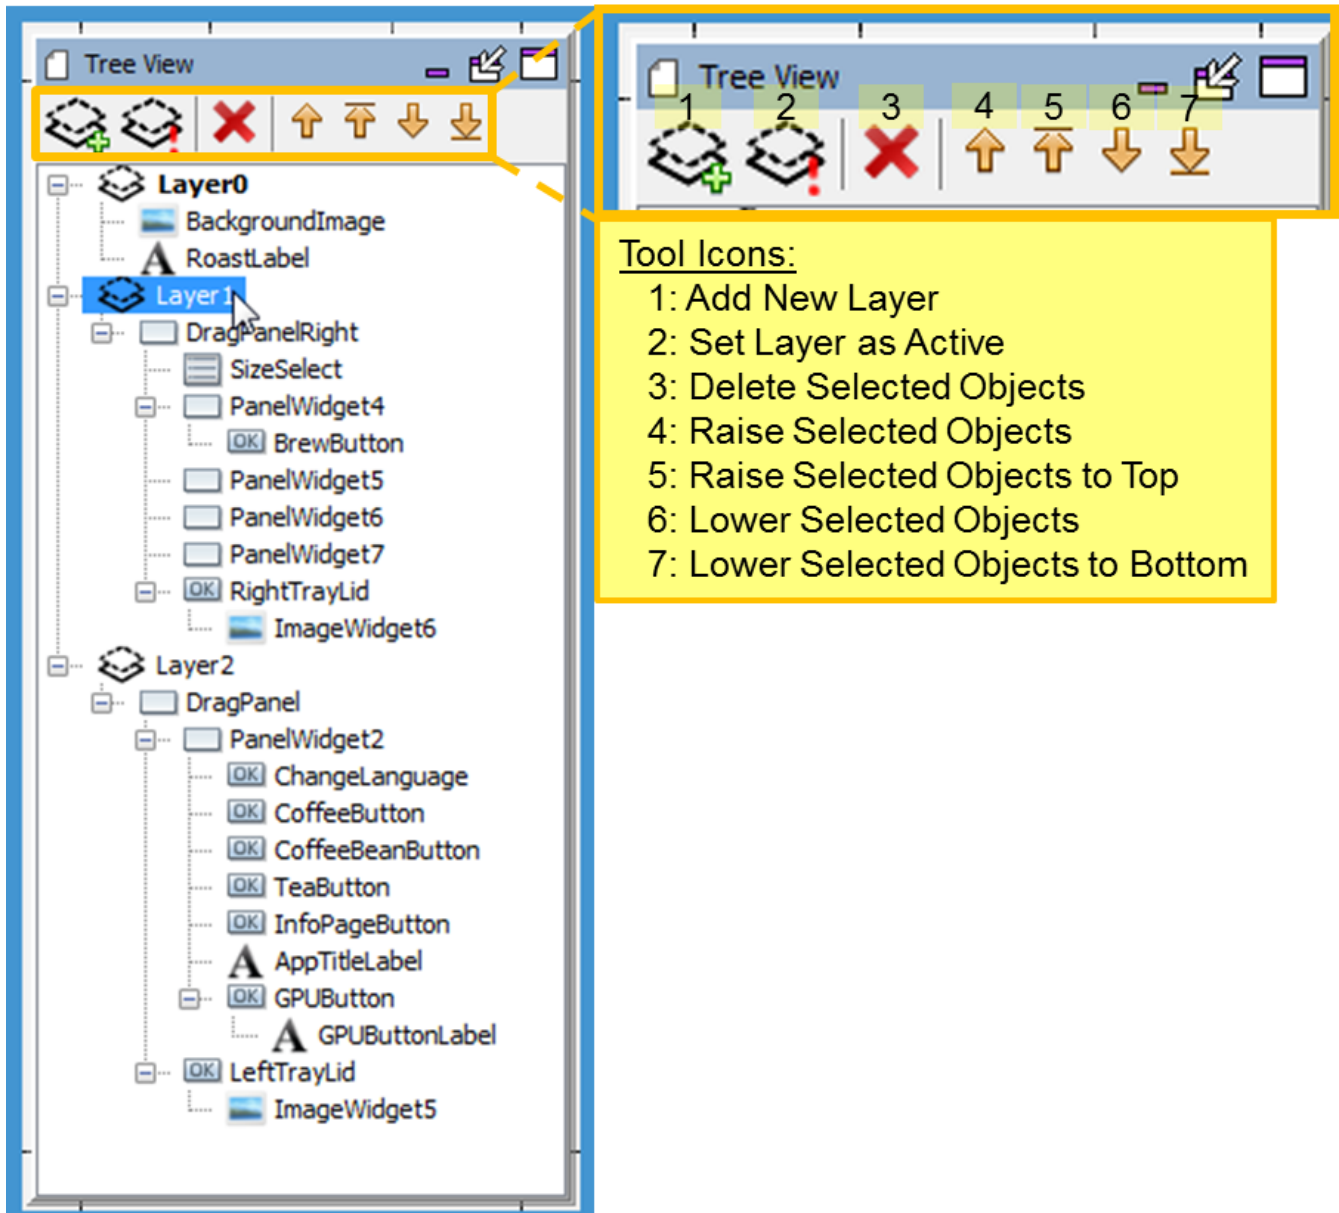 Tree View
Layer0
BackgroundImage
RoastLabel
Layer1
DragPanelRight
SizeSelect
PanelWidget4
OK BrewButton
PanelWidget5
PanelWidget6
PanelWidget7
OK RightTrayLid
ImageWidget6
Layer2
DragPanel
PanelWidget2
OK ChangeLanguage
OK CoffeeButton
OK CoffeeBeanButton
OK TeaButton
OK InfoPageButton
A AppTitleLabel
OK GPUButton
A GPUButtonLabel
OK LeftTrayLid
ImageWidget5
Tree View
1 2 3 4 5 6 7
Tool Icons:
1: Add New Layer
2: Set Layer as Active
3: Delete Selected Objects
4: Raise Selected Objects
5: Raise Selected Objects to Top
6: Lower Selected Objects
7: Lower Selected Objects to Bottom